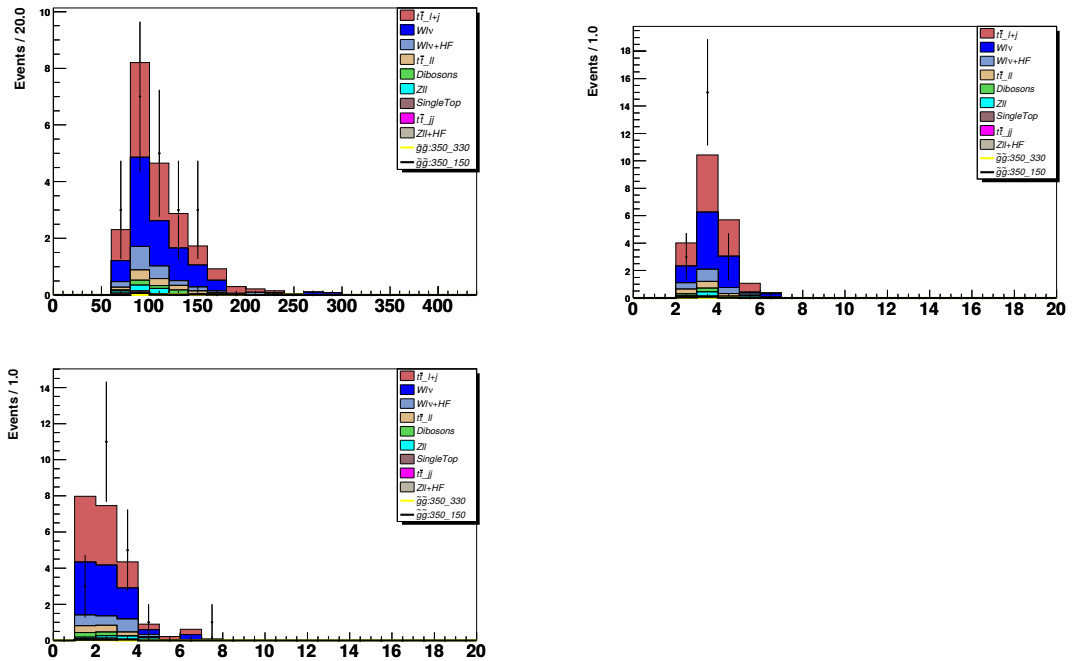 Events / 20.0
10
8
6
4
2
0
0 50 100 150 200 250 300 350 400
tt̄_l+j
Wlν
Wlν+HF
tt̄_ll
Dibosons
Zll
SingleTop
tt̄_jj
Zll+HF
g̃g̃:350_330
g̃g̃:350_150
Events / 1.0
18
16
14
12
10
8
6
4
2
0
0 2 4 6 8 10 12 14 16 18 20
tt̄_l+j
Wlν
Wlν+HF
tt̄_ll
Dibosons
Zll
SingleTop
tt̄_jj
Zll+HF
g̃g̃:350_330
g̃g̃:350_150
Events / 1.0
14
12
10
8
6
4
2
0
0 2 4 6 8 10 12 14 16 18 20
tt̄_l+j
Wlν
Wlν+HF
tt̄_ll
Dibosons
Zll
SingleTop
tt̄_jj
Zll+HF
g̃g̃:350_330
g̃g̃:350_150